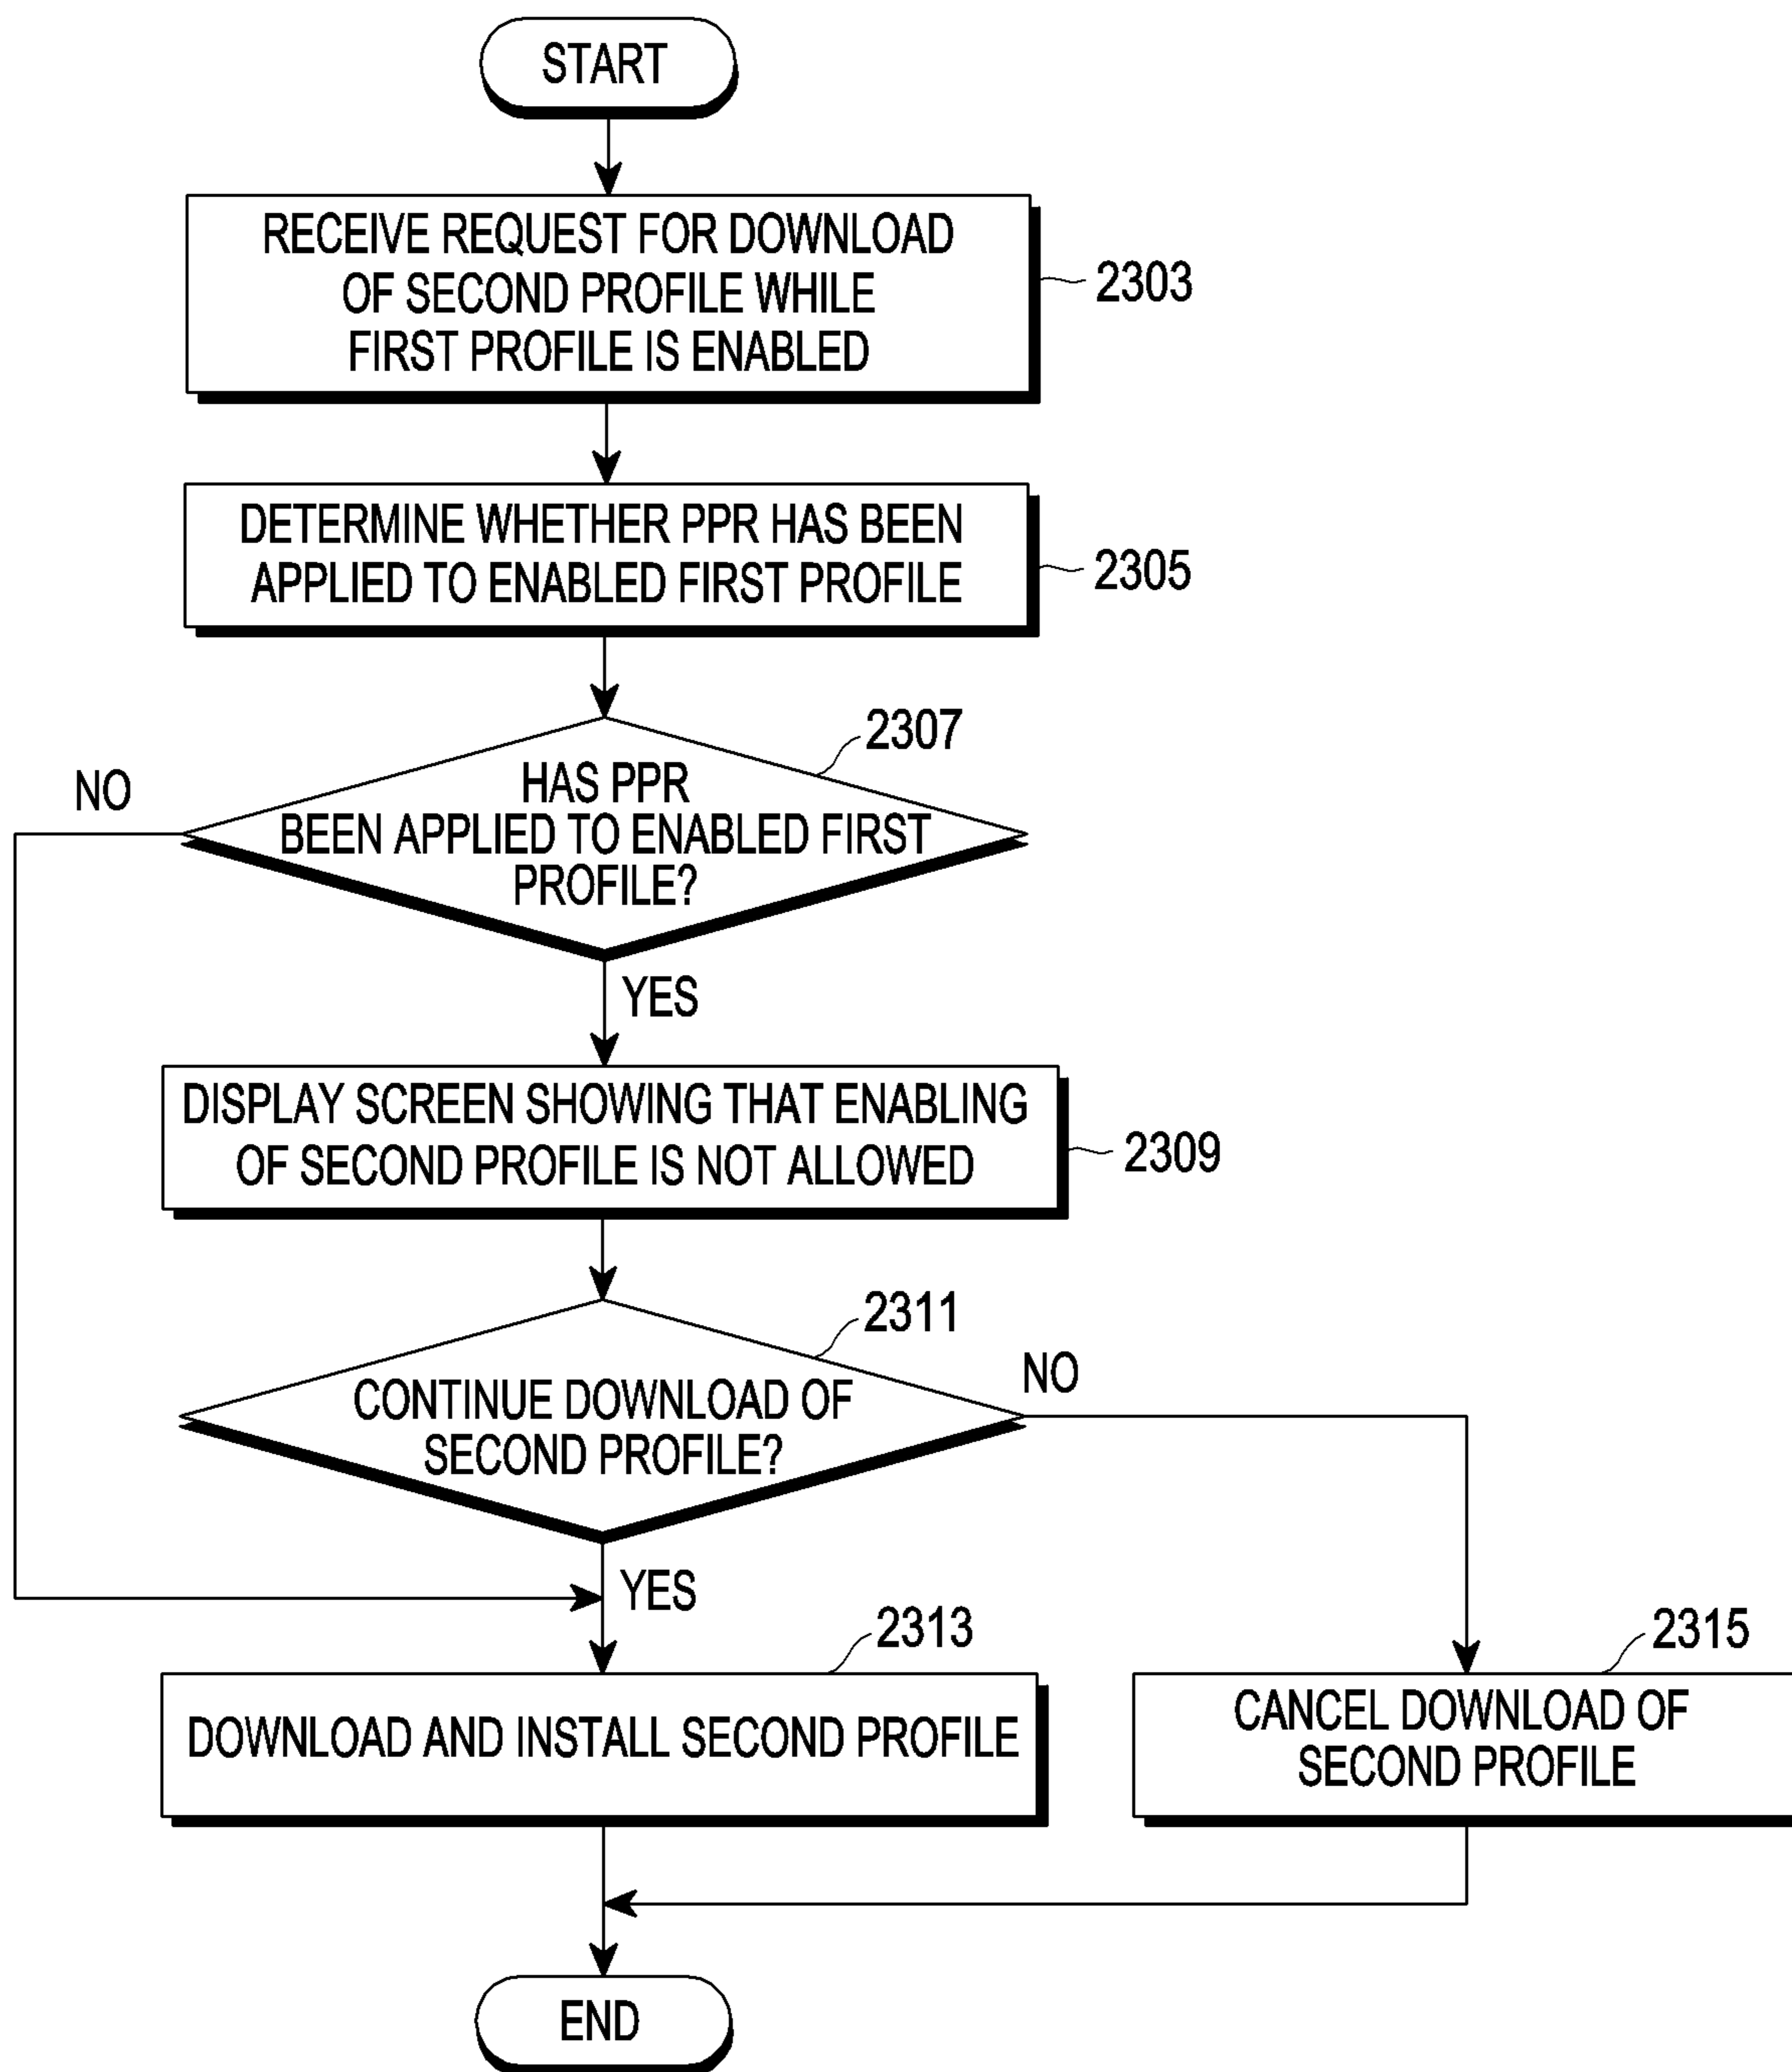 START
RECEIVE REQUEST FOR DOWNLOAD
OF SECOND PROFILE WHILE
FIRST PROFILE IS ENABLED
2303
DETERMINE WHETHER PPR HAS BEEN
APPLIED TO ENABLED FIRST PROFILE
2305
2307
NO
HAS PPR
BEEN APPLIED TO ENABLED FIRST
PROFILE?
YES
DISPLAY SCREEN SHOWING THAT ENABLING
OF SECOND PROFILE IS NOT ALLOWED
2309
2311
NO
CONTINUE DOWNLOAD OF
SECOND PROFILE?
YES
2313
DOWNLOAD AND INSTALL SECOND PROFILE
2315
CANCEL DOWNLOAD OF
SECOND PROFILE
END